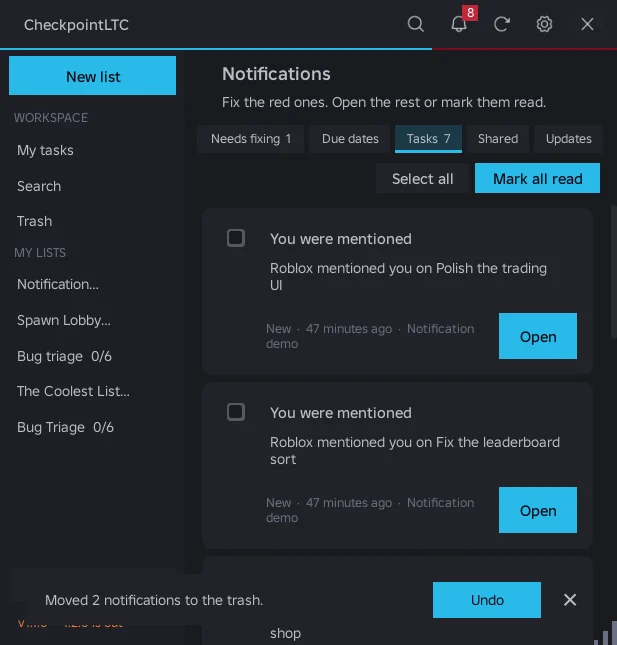 CheckpointLTC
8
New list
WORKSPACE
My tasks
Search
Trash
MY LISTS
Notification...
Spawn Lobby...
Bug triage 0/6
The Coolest List...
Bug Triage 0/6
Notifications
Fix the red ones. Open the rest or mark them read.
Needs fixing 1
Due dates
Tasks 7
Shared
Updates
Select all
Mark all read
You were mentioned
Roblox mentioned you on Polish the trading
UI
New · 47 minutes ago · Notification
demo
Open
You were mentioned
Roblox mentioned you on Fix the leaderboard
sort
New · 47 minutes ago · Notification
demo
Open
Moved 2 notifications to the trash.
Undo
shop